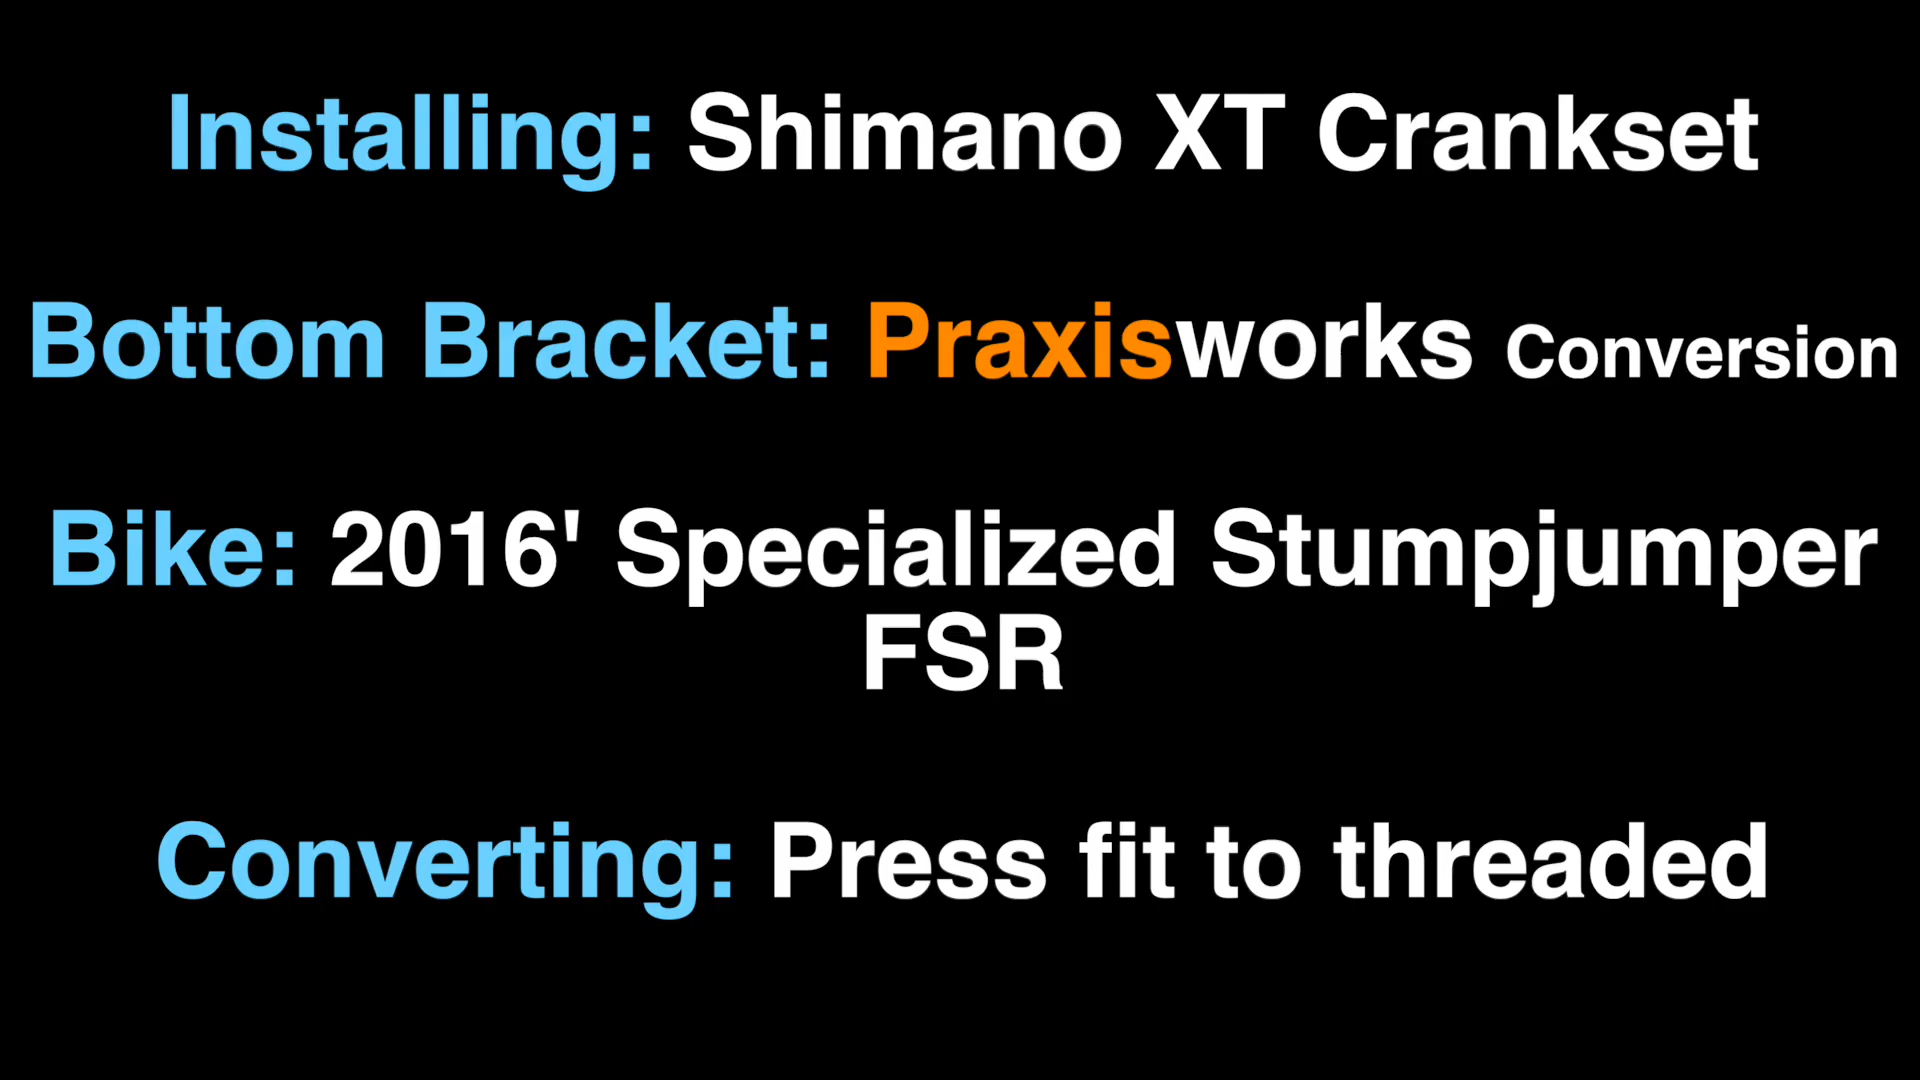 Installing: Shimano XT Crankset
Bottom Bracket: Praxisworks Conversion
Bike: 2016' Specialized Stumpjumper
FSR
Converting: Press fit to threaded